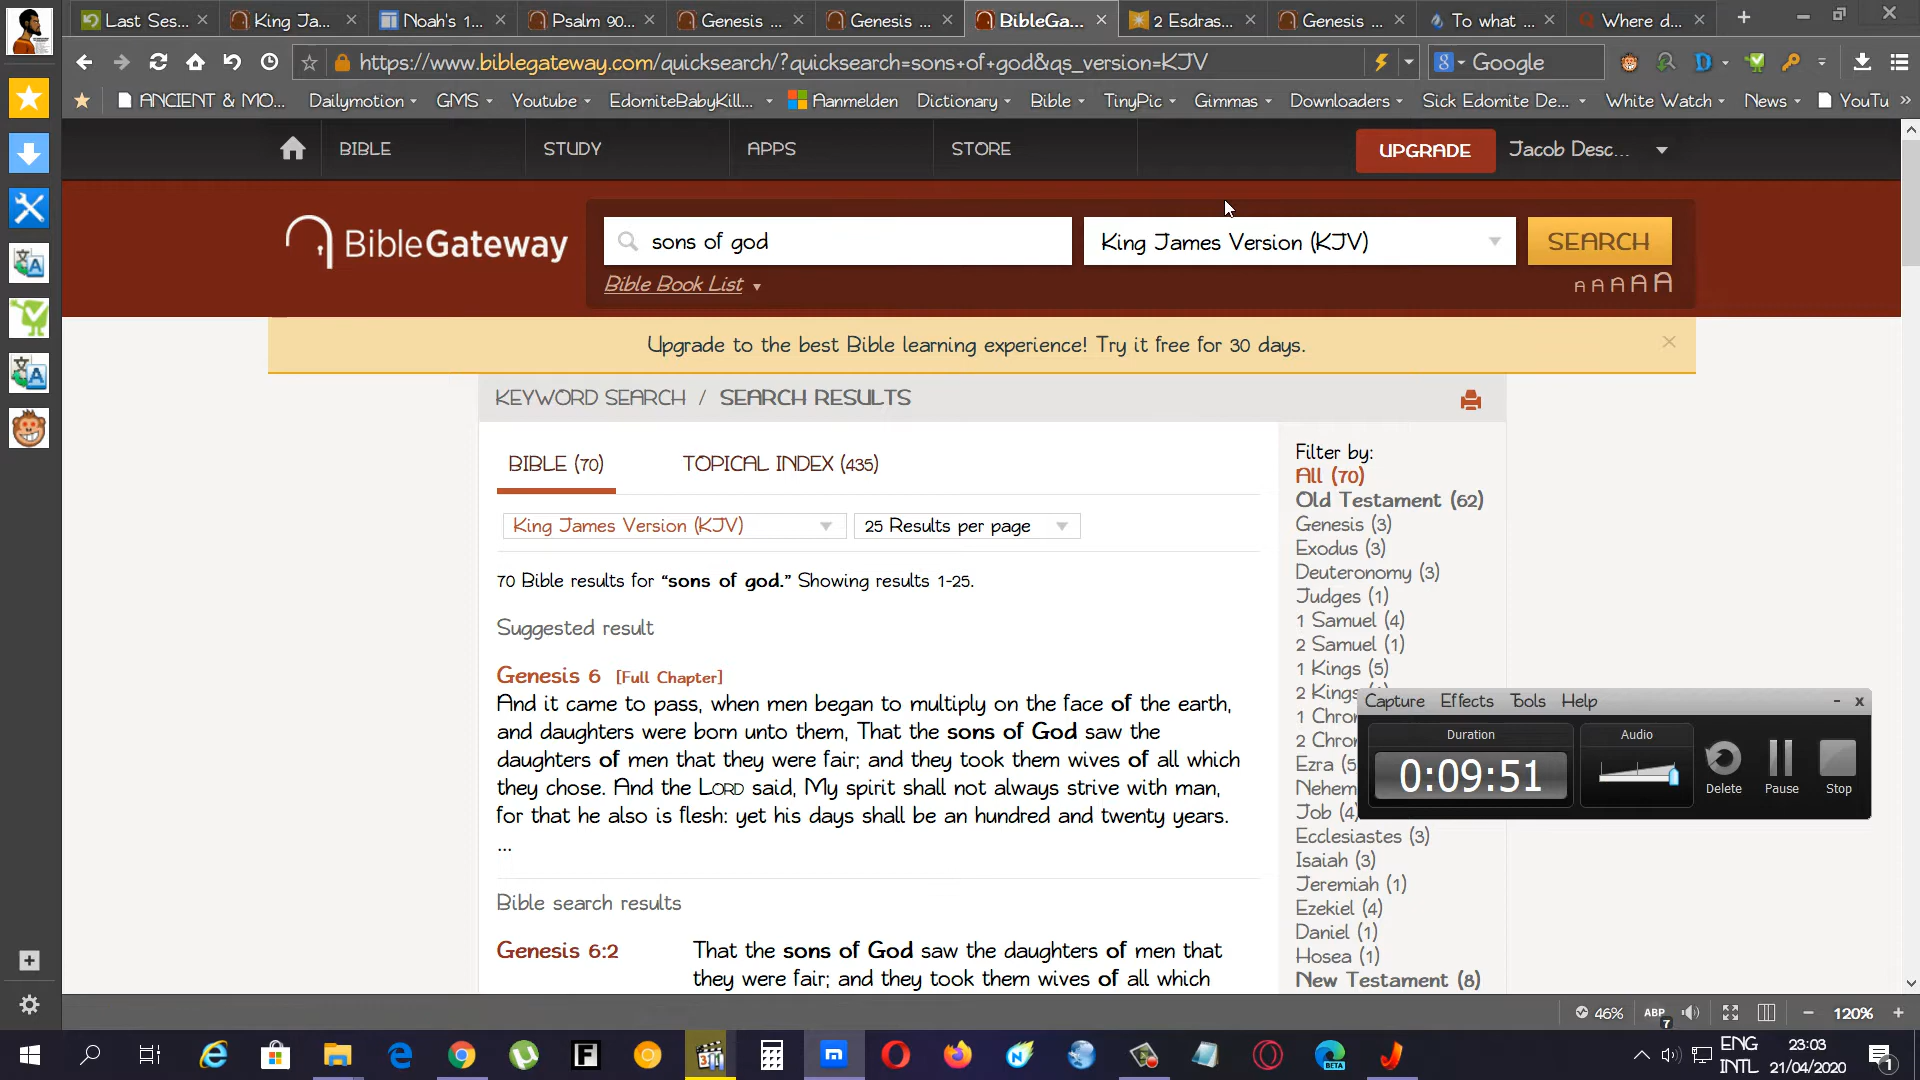 Last Ses...
King Ja...
Noah's 1...
Psalm 90...
Genesis ...
Genesis ...
BibleGa...
2 Esdras...
Genesis ...
To what ...
Where d...
https://www.biblegateway.com/quicksearch/?quicksearch=sons+of+god&qs_version=KJV
Google
ANCIENT & MO...
Dailymotion
GMS
Youtube
EdomiteBabyKill...
Aanmelden
Dictionary
Bible
TinyPic
Gimmas
Downloaders
Sick Edomite De...
White Watch
News
YouTu
BIBLE
STUDY
APPS
STORE
UPGRADE
Jacob Desc...
BibleGateway
sons of god
King James Version (KJV)
SEARCH
Bible Book List
A A A A A
Upgrade to the best Bible learning experience! Try it free for 30 days.
KEYWORD SEARCH / SEARCH RESULTS
BIBLE (70)
TOPICAL INDEX (435)
King James Version (KJV)
25 Results per page
70 Bible results for “sons of god.” Showing results 1-25.
Suggested result
Genesis 6 [Full Chapter]
And it came to pass, when men began to multiply on the face of the earth,
and daughters were born unto them, That the sons of God saw the
daughters of men that they were fair; and they took them wives of all which
they chose. And the LORD said, My spirit shall not always strive with man,
for that he also is flesh: yet his days shall be an hundred and twenty years.
...
Bible search results
Genesis 6:2
That the sons of God saw the daughters of men that
they were fair; and they took them wives of all which
Filter by:
All (70)
Old Testament (62)
Genesis (3)
Exodus (3)
Deuteronomy (3)
Judges (1)
1 Samuel (4)
2 Samuel (1)
1 Kings (5)
2 Kings
1 Chron
2 Chron
Ezra (5
Nehem
Job (4)
Ecclesiastes (3)
Isaiah (3)
Jeremiah (1)
Ezekiel (4)
Daniel (1)
Hosea (1)
New Testament (8)
Capture Effects Tools Help
Duration
0:09:51
Audio
Delete
Pause
Stop
46%
ABP
7
120%
ENG
INTL
23:03
21/04/2020
1